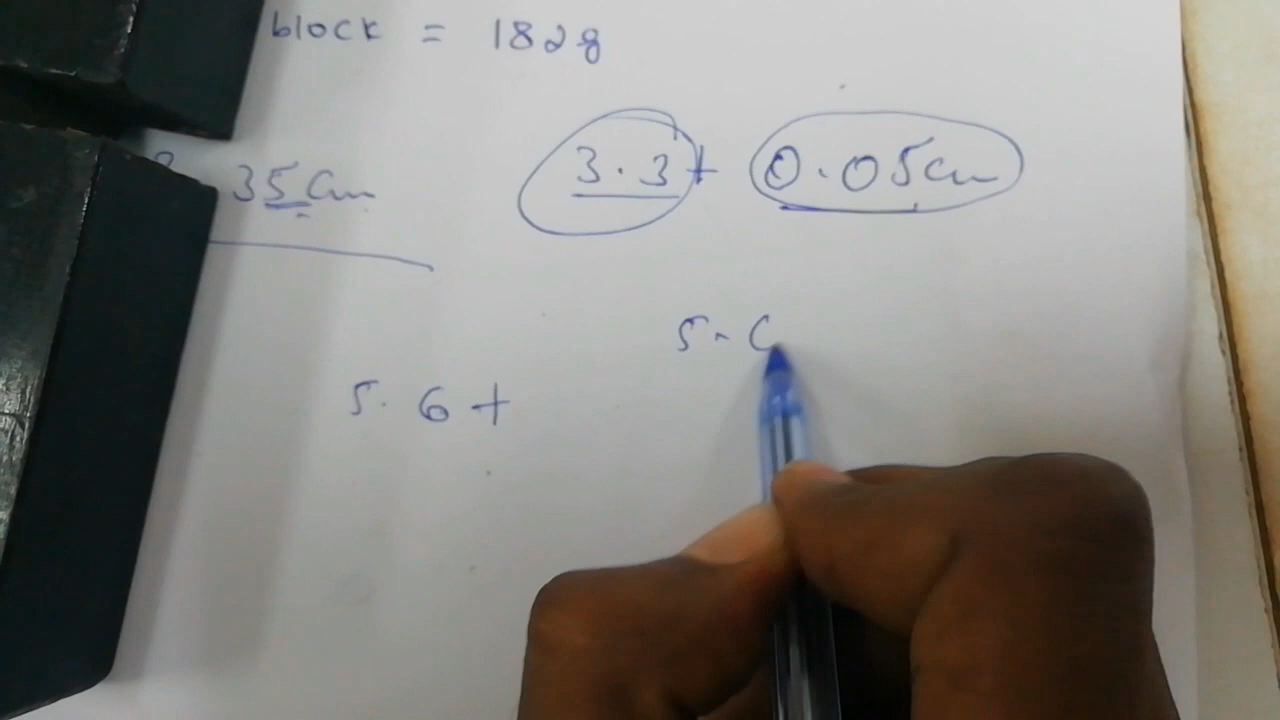 block = 182g
35cm 3.3+ 0.05cm
5.
5.6+